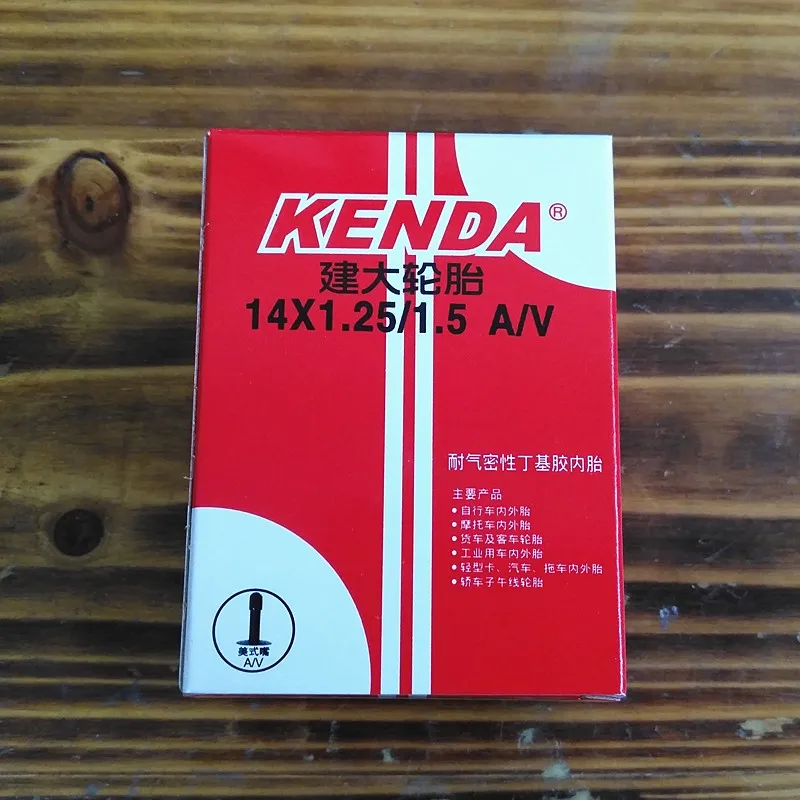 KENDA®
建大轮胎
14X1.25/1.5 A/V
耐气密性丁基胶内胎
主要产品
• 自行车内外胎
• 摩托车内外胎
• 货车及客车轮胎
• 工业用车内外胎
• 轻型卡、汽车、拖车内外胎
• 轿车子午线轮胎
美式嘴
A/V